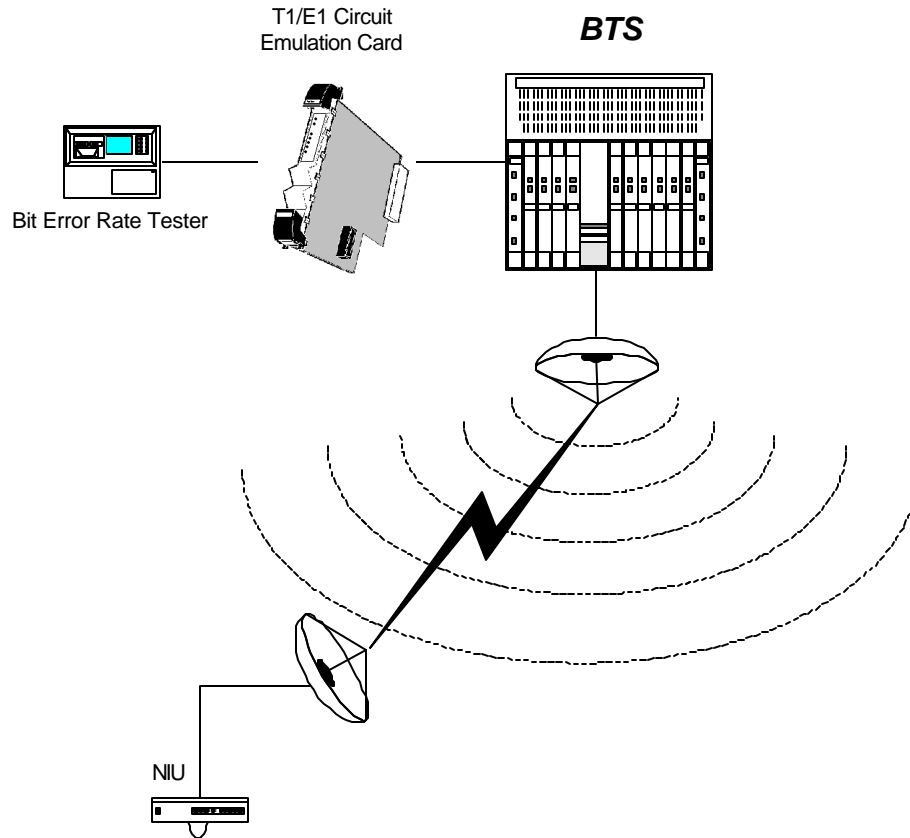 T1/E1 Circuit
Emulation Card
BTS
Bit Error Rate Tester
NIU